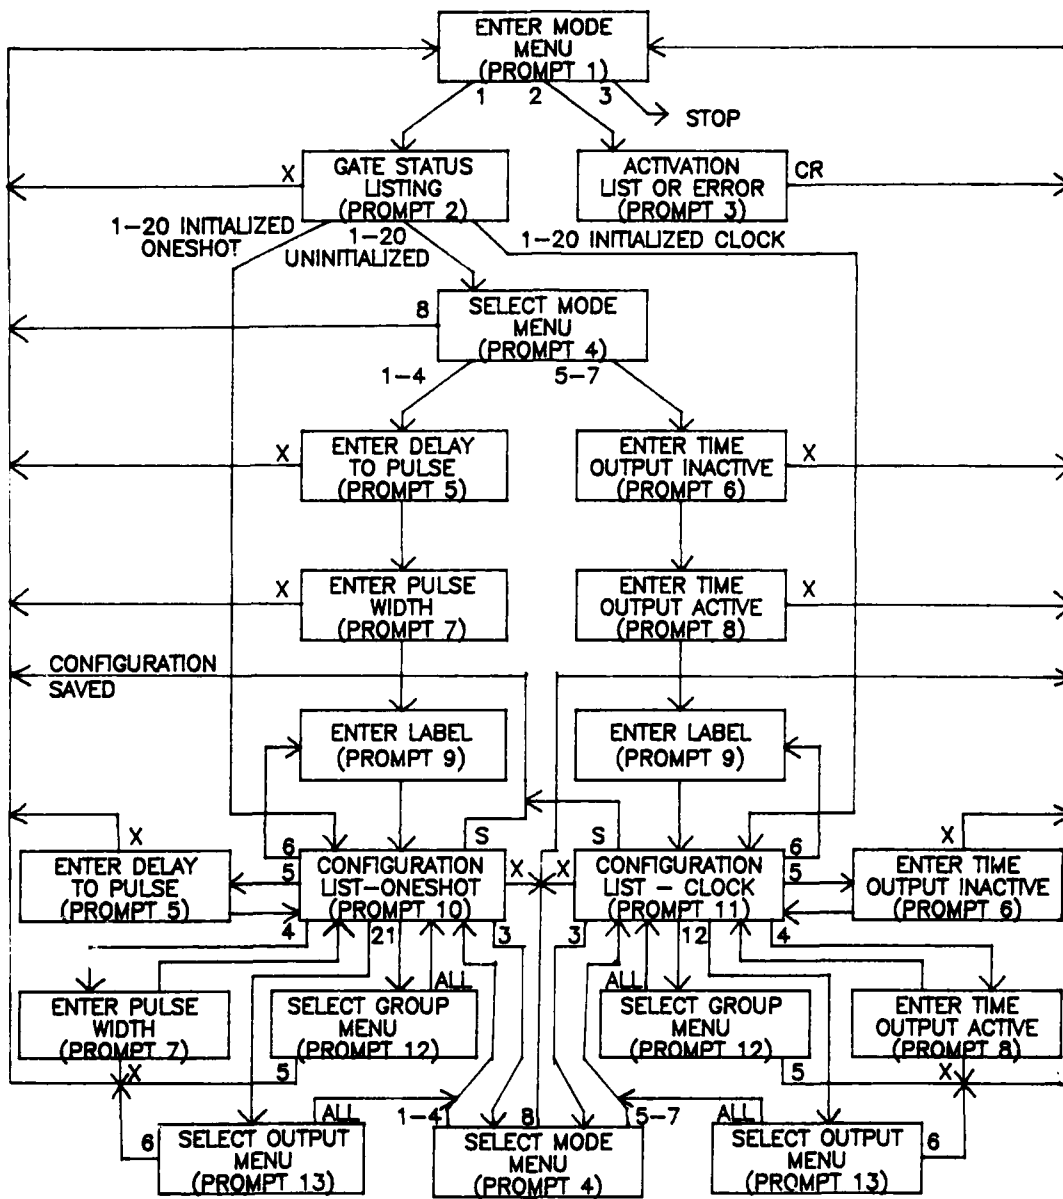 ENTER MODE
MENU
(PROMPT 1)
1
2
3
STOP
GATE STATUS
LISTING
(PROMPT 2)
X
ACTIVATION
LIST OR ERROR
(PROMPT 3)
CR
1-20 INITIALIZED
ONESHOT
1-20
UNINITIALIZED
1-20 INITIALIZED CLOCK
8
SELECT MODE
MENU
(PROMPT 4)
1-4
5-7
X
ENTER DELAY
TO PULSE
(PROMPT 5)
ENTER TIME
OUTPUT INACTIVE
(PROMPT 6)
X
X
ENTER PULSE
WIDTH
(PROMPT 7)
ENTER TIME
OUTPUT ACTIVE
(PROMPT 8)
X
CONFIGURATION
SAVED
ENTER LABEL
(PROMPT 9)
ENTER LABEL
(PROMPT 9)
X
S
S
X
ENTER DELAY
TO PULSE
(PROMPT 5)
6
5
CONFIGURATION
LIST-ONESHOT
(PROMPT 10)
X
X
CONFIGURATION
LIST - CLOCK
(PROMPT 11)
6
5
ENTER TIME
OUTPUT INACTIVE
(PROMPT 6)
4
21
3
3
12
4
ENTER PULSE
WIDTH
(PROMPT 7)
SELECT GROUP
MENU
(PROMPT 12)
ALL
ALL
SELECT GROUP
MENU
(PROMPT 12)
ENTER TIME
OUTPUT ACTIVE
(PROMPT 8)
X
5
5
X
ALL
1-4
8
5-7
ALL
6
SELECT OUTPUT
MENU
(PROMPT 13)
SELECT MODE
MENU
(PROMPT 4)
SELECT OUTPUT
MENU
(PROMPT 13)
6